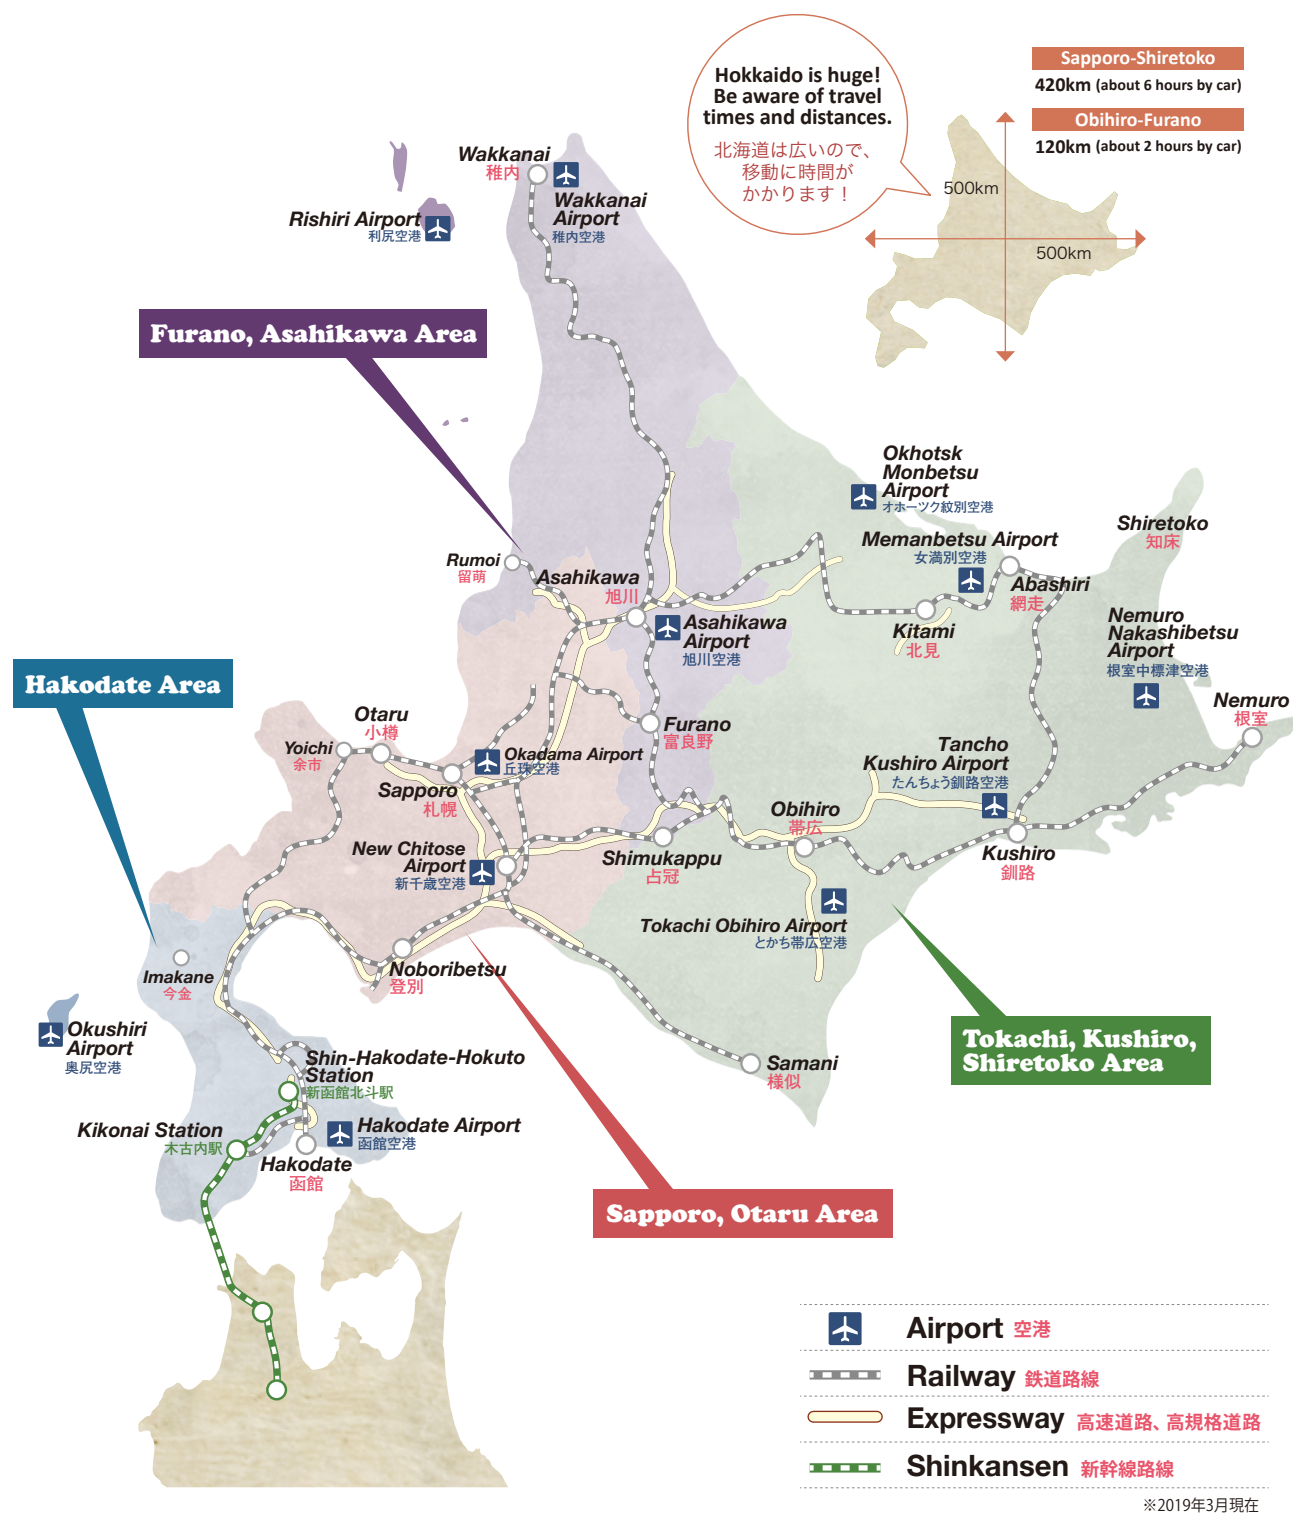 Hokkaido is huge!
Be aware of travel
times and distances.
北海道は広いので、
移動に時間が
かかります！
Sapporo-Shiretoko
420km (about 6 hours by car)
Obihiro-Furano
120km (about 2 hours by car)
500km
500km
Wakkanai
稚内
Wakkanai
Airport
稚内空港
Rishiri Airport
利尻空港
Furano, Asahikawa Area
Okhotsk
Monbetsu
Airport
オホーツク紋別空港
Memanbetsu Airport
女満別空港
Shiretoko
知床
Abashiri
網走
Rumoi
留萌
Asahikawa
旭川
Asahikawa
Airport
旭川空港
Kitami
北見
Nemuro
Nakashibetsu
Airport
根室中標津空港
Nemuro
根室
Hakodate Area
Otaru
小樽
Yoichi
余市
Okadama Airport
丘珠空港
Furano
富良野
Sapporo
札幌
Tancho
Kushiro Airport
たんちょう釧路空港
Obihiro
帯広
New Chitose
Airport
新千歳空港
Shimukappu
占冠
Kushiro
釧路
Tokachi Obihiro Airport
とかち帯広空港
Noboribetsu
登別
Imakane
今金
Okushiri
Airport
奥尻空港
Tokachi, Kushiro,
Shiretoko Area
Samani
様似
Shin-Hakodate-Hokuto
Station
新函館北斗駅
Kikonai Station
木古内駅
Hakodate Airport
函館空港
Hakodate
函館
Sapporo, Otaru Area
Airport 空港
Railway 鉄道路線
Expressway 高速道路、高規格道路
Shinkansen 新幹線路線
※2019年3月現在